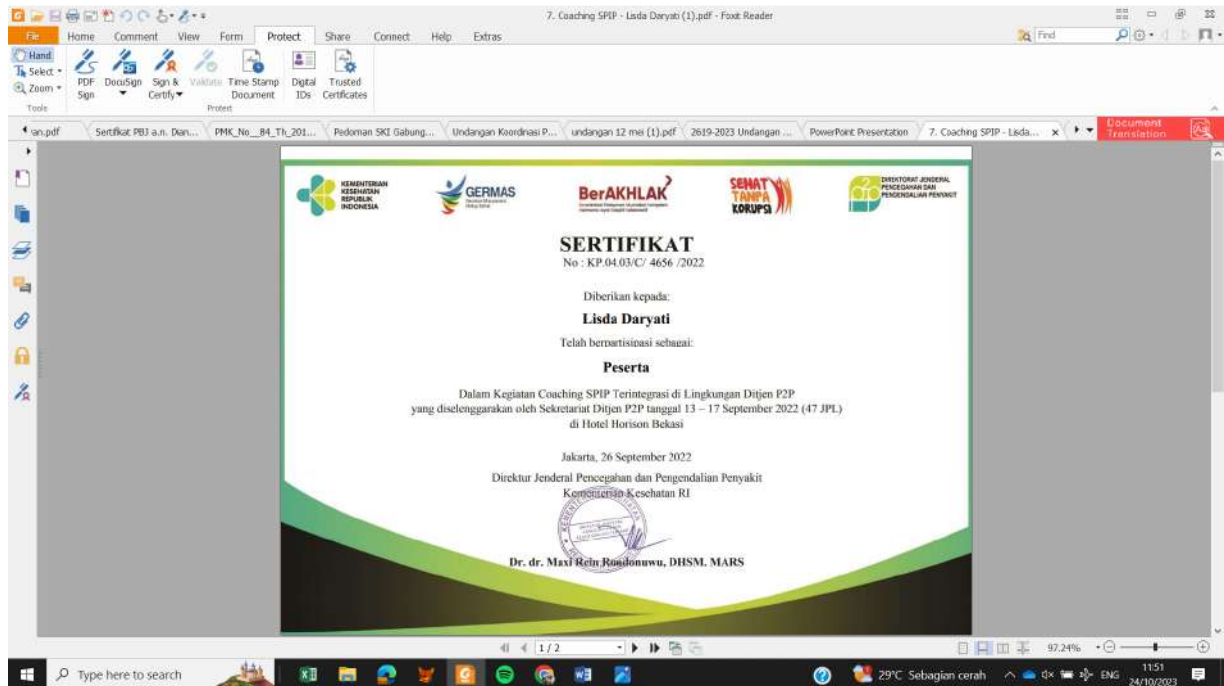 7. Coaching SPIP - Lisda Daryati (1).pdf - Foxit Reader
File Home Comment View Form Protect Share Connect Help Extras
Find
Hand
Select
Zoom
Tools
PDF Sign
DocuSign
Sign & Certify
Validate
Time Stamp Document
Digital IDs
Trusted Certificates
Protect
an.pdf
Sertifikat PBJ a.n. Dian...
PMK_No__84_Th_201...
Pedoman SKI Gabung...
Undangan Koordinasi P...
undangan 12 mei (1).pdf
2619-2023 Undangan ...
PowerPoint Presentation
7. Coaching SPIP - Lisda...
Document Translation
KEMENTERIAN
KESEHATAN
REPUBLIK
INDONESIA
GERMAS
Gerakan Masyarakat
Hidup Sehat
BerAKHLAK
SEHAT
TANPA
KORUPSI
DIREKTORAT JENDERAL
PENCEGAHAN DAN
PENGENDALIAN PENYAKIT
SERTIFIKAT
No : KP.04.03/C/ 4656 /2022
Diberikan kepada:
Lisda Daryati
Telah berpartisipasi sebagai:
Peserta
Dalam Kegiatan Coaching SPIP Terintegrasi di Lingkungan Ditjen P2P
yang diselenggarakan oleh Sekretariat Ditjen P2P tanggal 13 – 17 September 2022 (47 JPL)
di Hotel Horison Bekasi
Jakarta, 26 September 2022
Direktur Jenderal Pencegahan dan Pengendalian Penyakit
Kementerian Kesehatan RI
Dr. dr. Maxi Rein Rondonuwu, DHSM. MARS
1 / 2
97.24%
Type here to search
29°C Sebagian cerah
ENG
11:51
24/10/2023